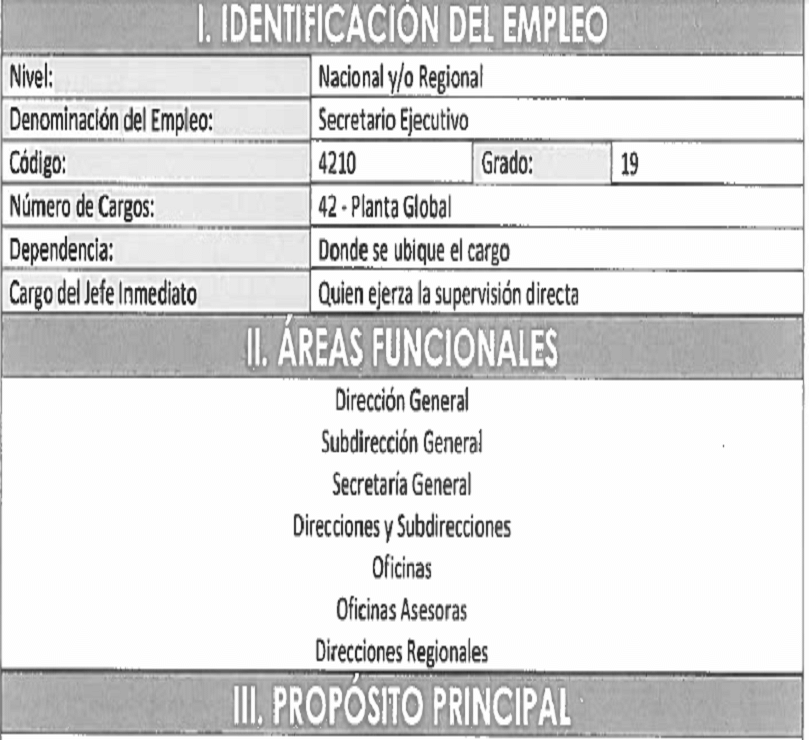 I. IDENTIFICACIÓN DEL EMPLEO
Nivel: Nacional y/o Regional
Denominación del Empleo: Secretario Ejecutivo
Código: 4210 Grado: 19
Número de Cargos: 42 - Planta Global
Dependencia: Donde se ubique el cargo
Cargo del Jefe Inmediato Quien ejerza la supervisión directa
II. ÁREAS FUNCIONALES
Dirección General
Subdirección General
Secretaría General
Direcciones y Subdirecciones
Oficinas
Oficinas Asesoras
Direcciones Regionales
III. PROPÓSITO PRINCIPAL